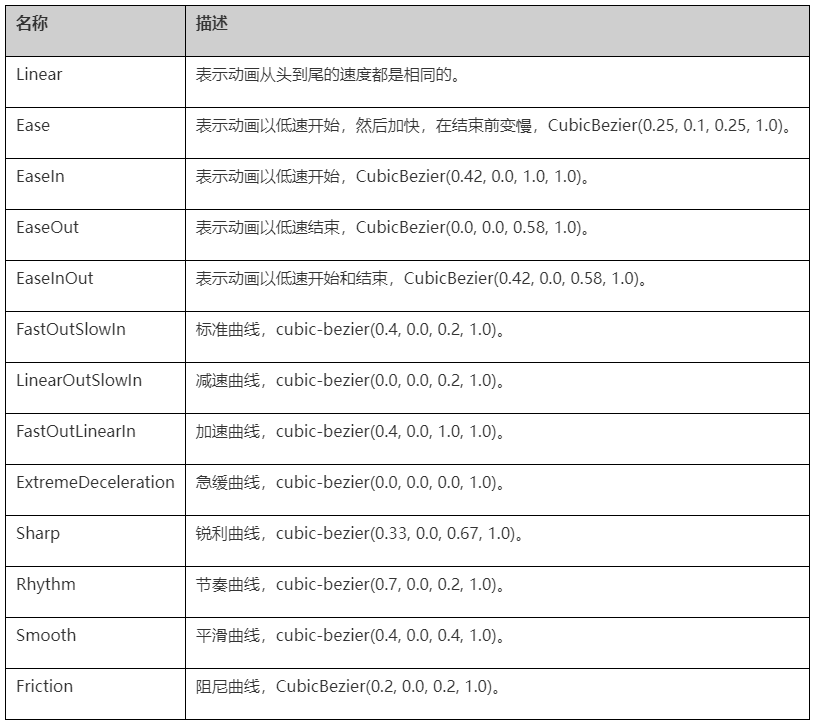 名称 描述
Linear 表示动画从头到尾的速度都是相同的。
Ease 表示动画以低速开始，然后加快，在结束前变慢，CubicBezier(0.25, 0.1, 0.25, 1.0)。
EaseIn 表示动画以低速开始，CubicBezier(0.42, 0.0, 1.0, 1.0)。
EaseOut 表示动画以低速结束，CubicBezier(0.0, 0.0, 0.58, 1.0)。
EaseInOut 表示动画以低速开始和结束，CubicBezier(0.42, 0.0, 0.58, 1.0)。
FastOutSlowIn 标准曲线，cubic-bezier(0.4, 0.0, 0.2, 1.0)。
LinearOutSlowIn 减速曲线，cubic-bezier(0.0, 0.0, 0.2, 1.0)。
FastOutLinearIn 加速曲线，cubic-bezier(0.4, 0.0, 1.0, 1.0)。
ExtremeDeceleration 急缓曲线，cubic-bezier(0.0, 0.0, 0.0, 1.0)。
Sharp 锐利曲线，cubic-bezier(0.33, 0.0, 0.67, 1.0)。
Rhythm 节奏曲线，cubic-bezier(0.7, 0.0, 0.2, 1.0)。
Smooth 平滑曲线，cubic-bezier(0.4, 0.0, 0.4, 1.0)。
Friction 阻尼曲线，CubicBezier(0.2, 0.0, 0.2, 1.0)。